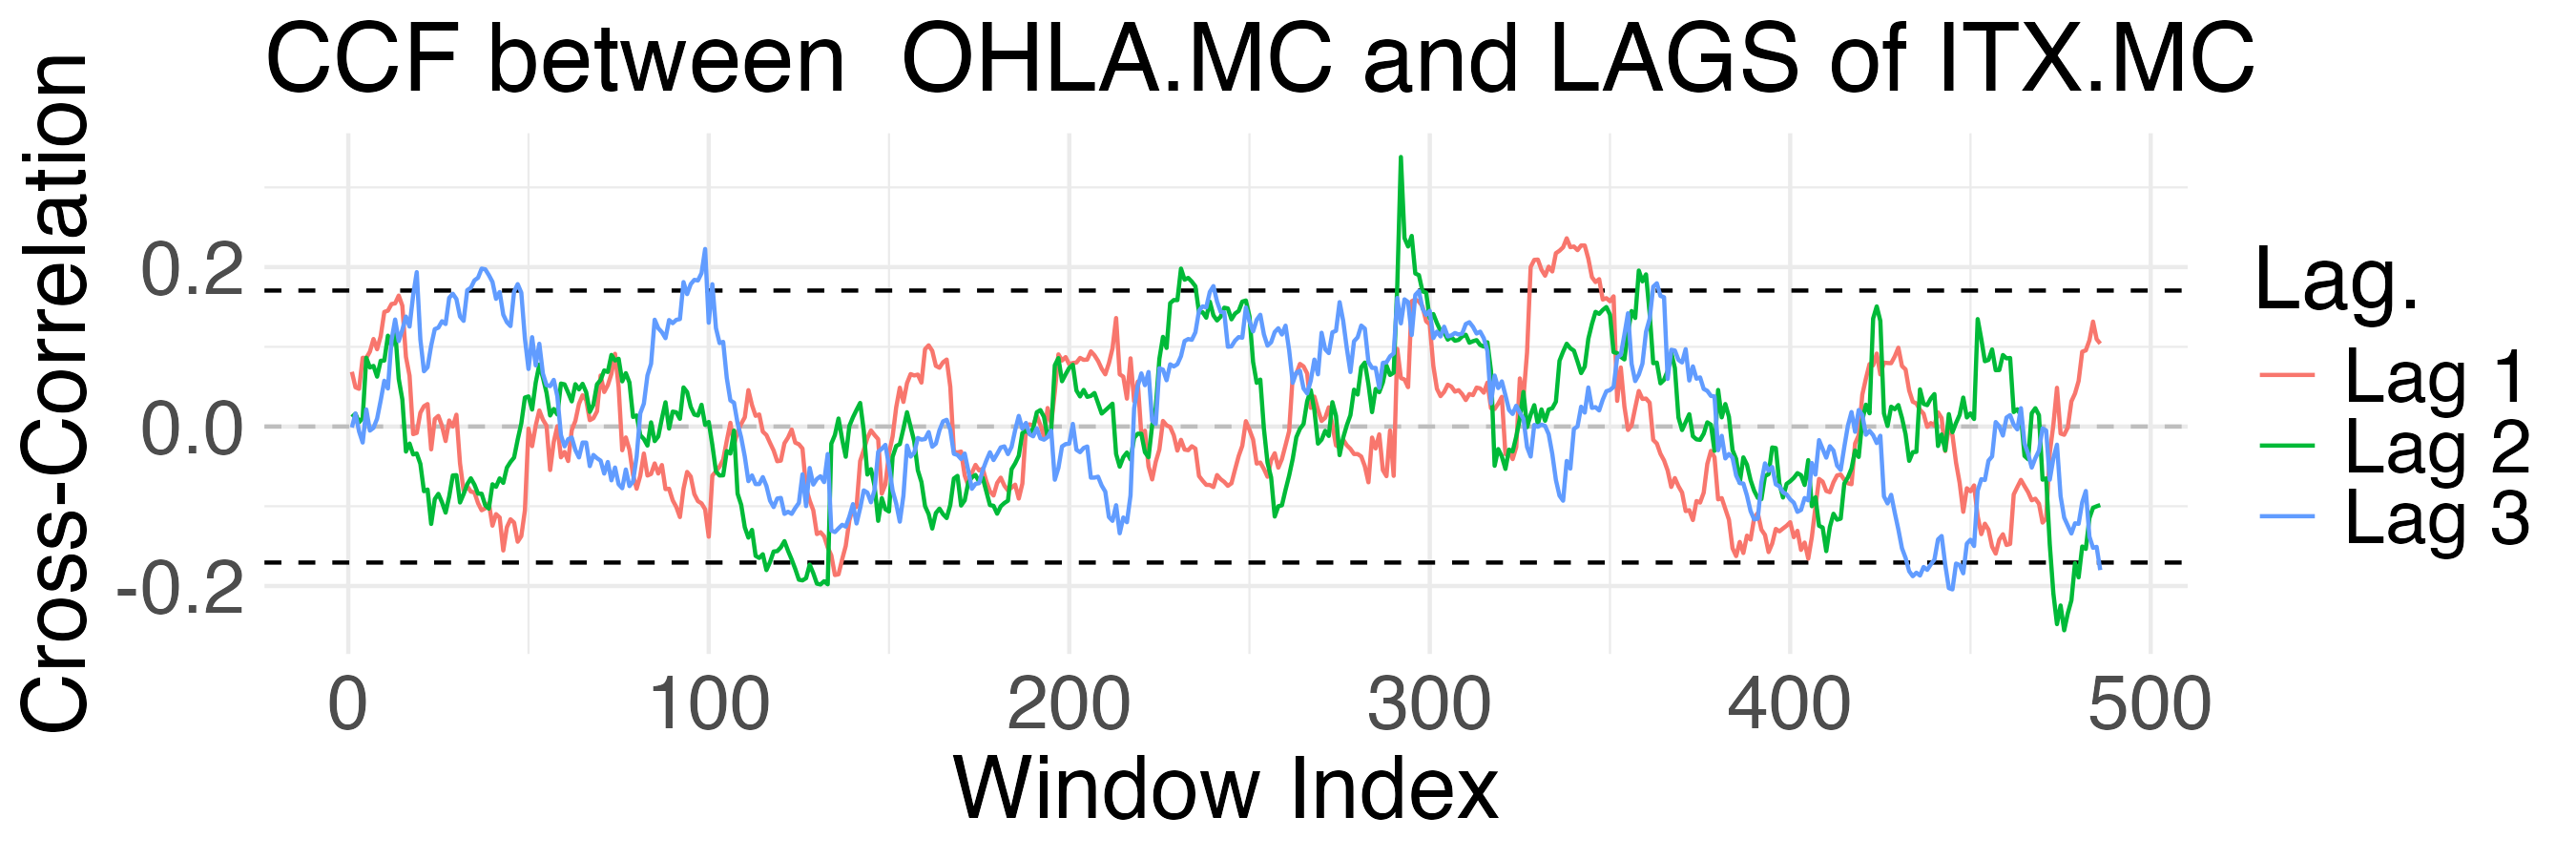 CCF between  OHLA.MC and LAGS of ITX.MC
Cross-Correlation
0.2
0.0
-0.2
0
100
200
300
400
500
Window Index
Lag.
Lag 1
Lag 2
Lag 3